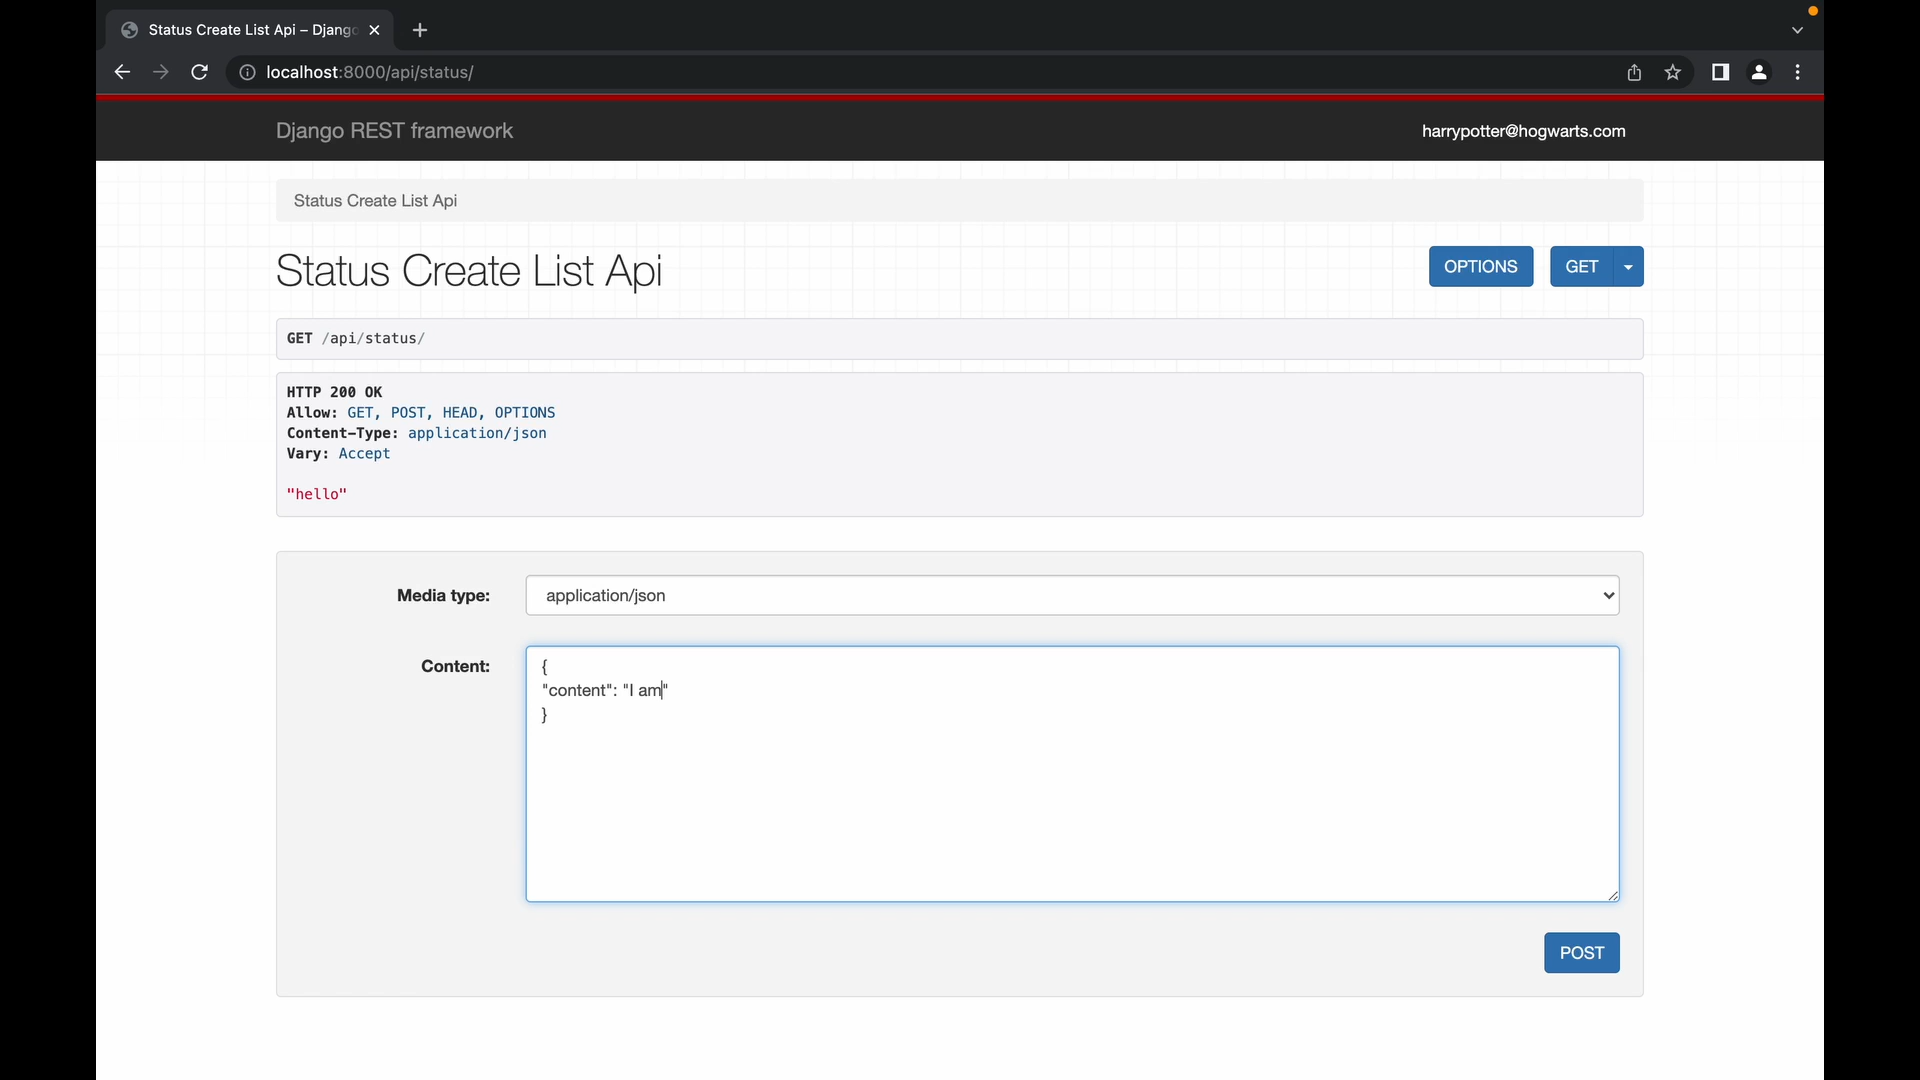 Status Create List Api – Djang
localhost:8000/api/status/
Django REST framework
harrypotter@hogwarts.com
Status Create List Api
Status Create List Api
OPTIONS
GET
GET /api/status/
HTTP 200 OK
Allow: GET, POST, HEAD, OPTIONS
Content-Type: application/json
Vary: Accept
"hello"
Media type:
application/json
Content:
{
"content": "I am"
}
POST